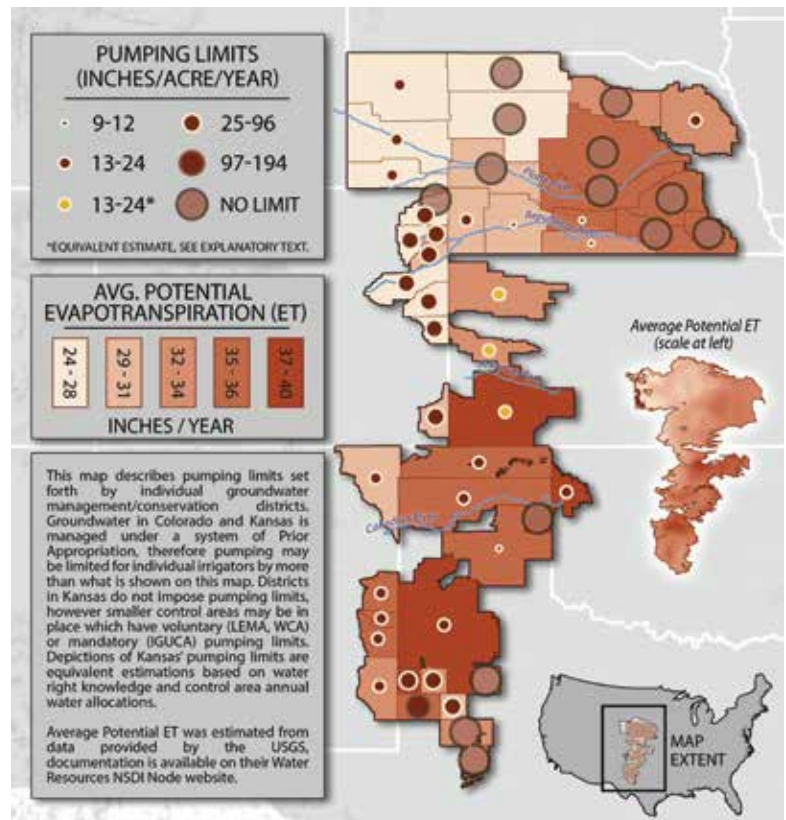 PUMPING LIMITS
(INCHES/ACRE/YEAR)
9-12
25-96
13-24
97-194
13-24*
NO LIMIT
*EQUIVALENT ESTIMATE, SEE EXPLANATORY TEXT.
AVG. POTENTIAL
EVAPOTRANSPIRATION (ET)
24 - 28
29 - 31
32 - 34
35 - 36
37 - 40
INCHES / YEAR
This map describes pumping limits set
forth by individual groundwater
management/conservation districts.
Groundwater in Colorado and Kansas is
managed under a system of Prior
Appropriation, therefore pumping may
be limited for individual irrigators by more
than what is shown on this map. Districts
in Kansas do not impose pumping limits,
however smaller control areas may be in
place which have voluntary (LEMA, WCA)
or mandatory (IGUCA) pumping limits.
Depictions of Kansas' pumping limits are
equivalent estimations based on water
right knowledge and control area annual
water allocations.
Average Potential ET was estimated from
data provided by the USGS,
documentation is available on their Water
Resources NSDI Node website.
Average Potential ET
(scale at left)
MAP
EXTENT